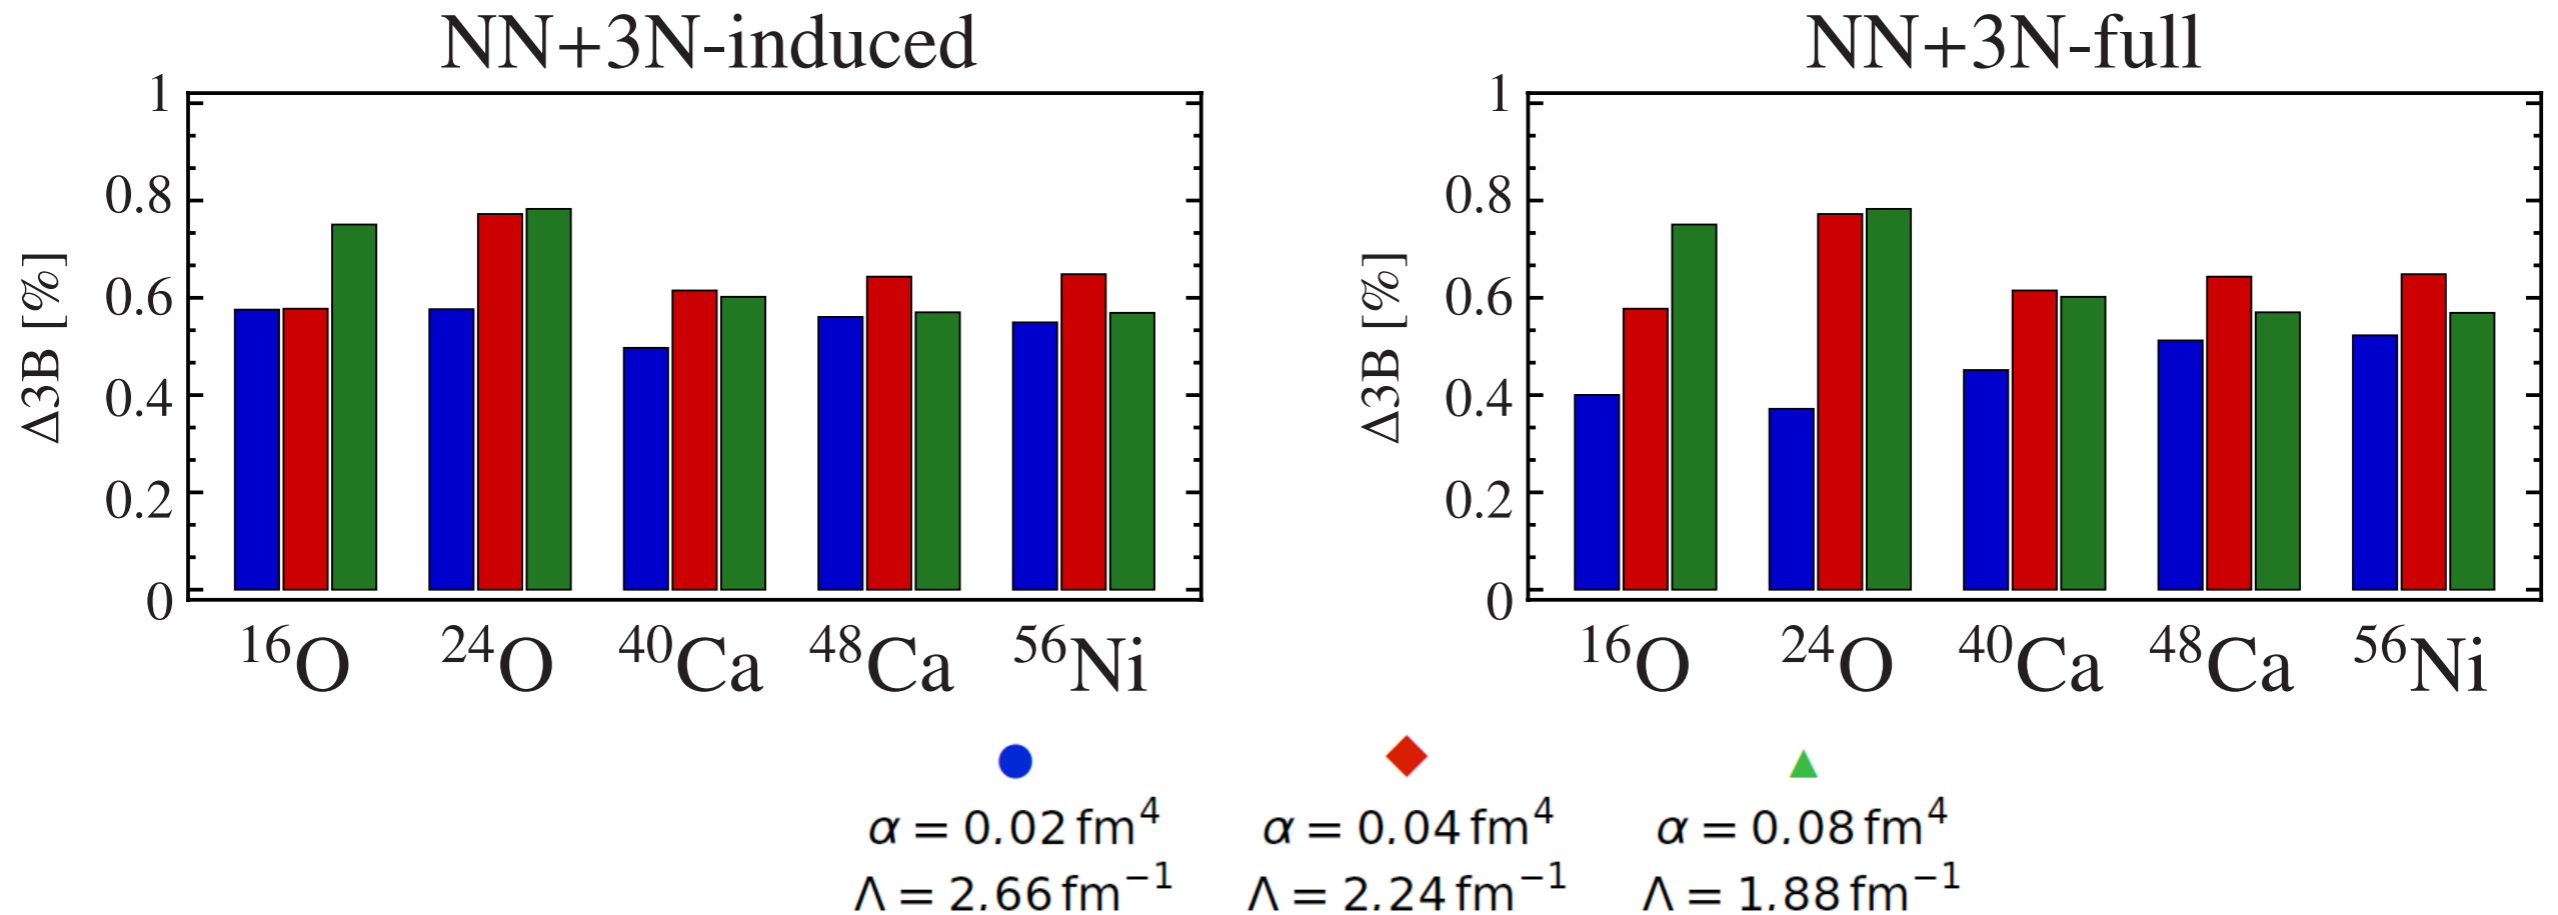 NN+3N-induced
NN+3N-full
Δ3B [%]
1
0.8
0.6
0.4
0.2
0
¹⁶O ²⁴O ⁴⁰Ca ⁴⁸Ca ⁵⁶Ni
Δ3B [%]
1
0.8
0.6
0.4
0.2
0
¹⁶O ²⁴O ⁴⁰Ca ⁴⁸Ca ⁵⁶Ni
α = 0.02 fm⁴ α = 0.04 fm⁴ α = 0.08 fm⁴
Λ = 2.66 fm⁻¹ Λ = 2.24 fm⁻¹ Λ = 1.88 fm⁻¹